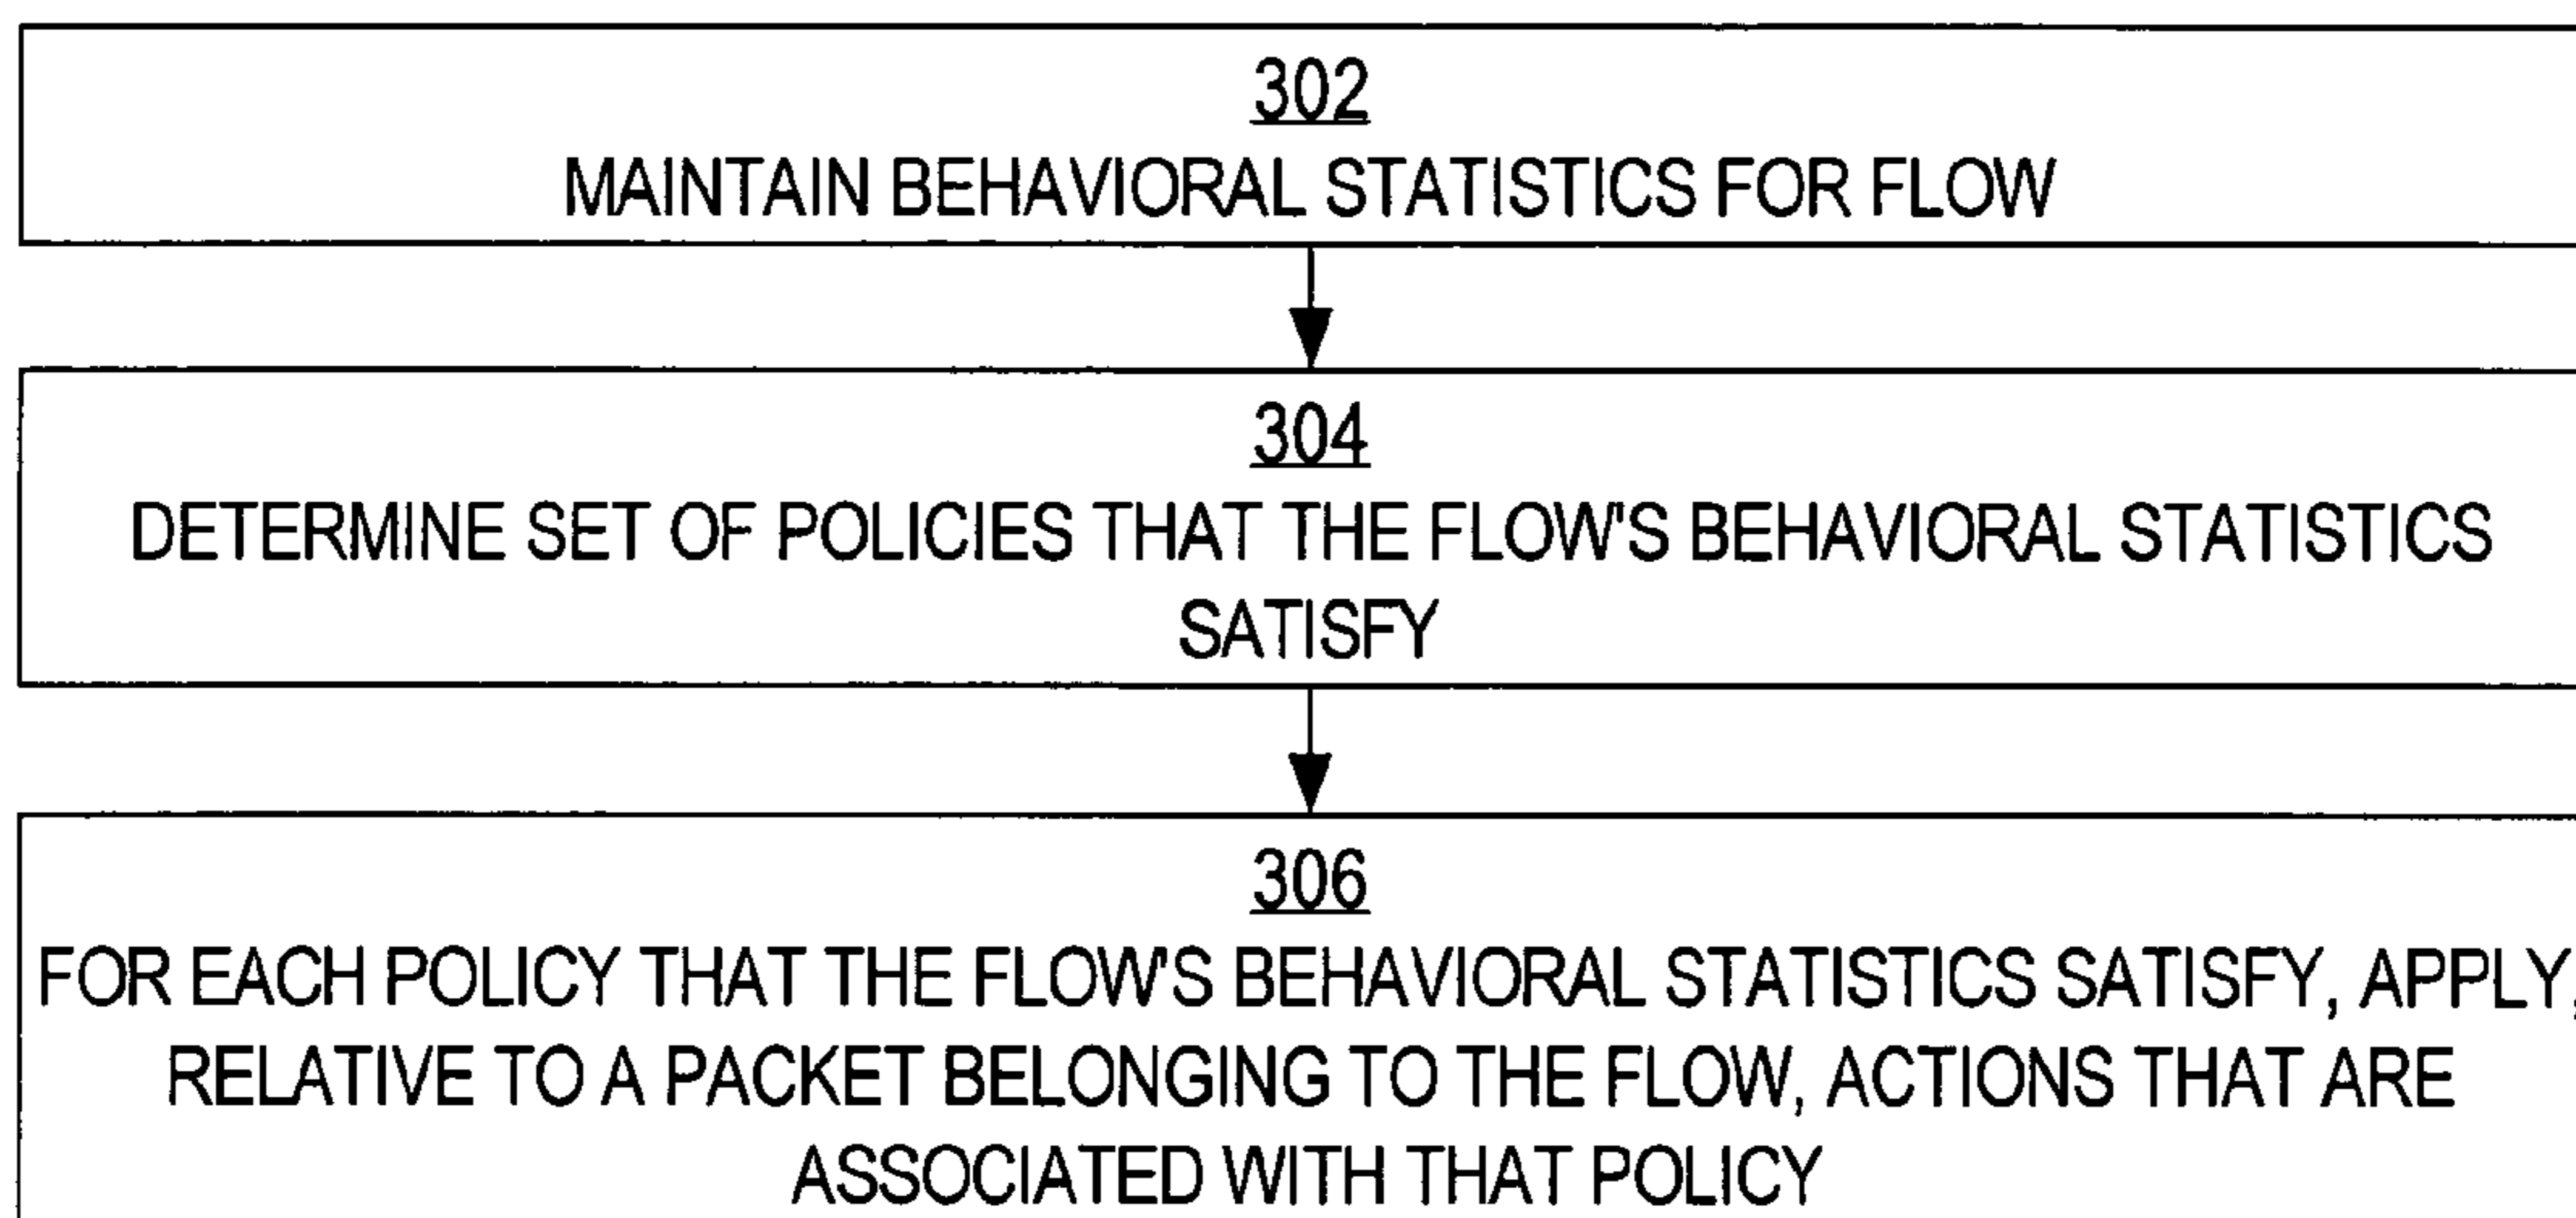 302
MAINTAIN BEHAVIORAL STATISTICS FOR FLOW
304
DETERMINE SET OF POLICIES THAT THE FLOW'S BEHAVIORAL STATISTICS
SATISFY
306
FOR EACH POLICY THAT THE FLOW'S BEHAVIORAL STATISTICS SATISFY, APPLY,
RELATIVE TO A PACKET BELONGING TO THE FLOW, ACTIONS THAT ARE
ASSOCIATED WITH THAT POLICY